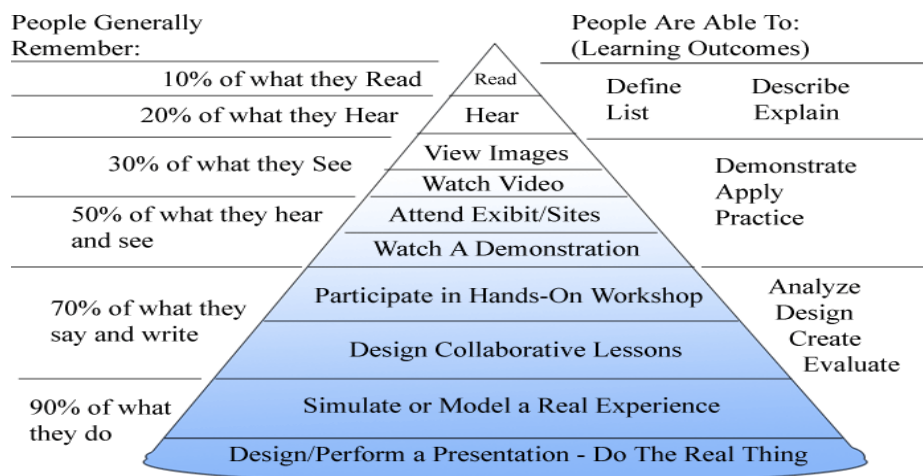 People Generally
Remember:
10% of what they Read
20% of what they Hear
30% of what they See
50% of what they hear
and see
70% of what they
say and write
90% of what
they do
Read
Hear
View Images
Watch Video
Attend Exibit/Sites
Watch A Demonstration
Participate in Hands-On Workshop
Design Collaborative Lessons
Simulate or Model a Real Experience
Design/Perform a Presentation - Do The Real Thing
People Are Able To:
(Learning Outcomes)
Define Describe
List Explain
Demonstrate
Apply
Practice
Analyze
Design
Create
Evaluate